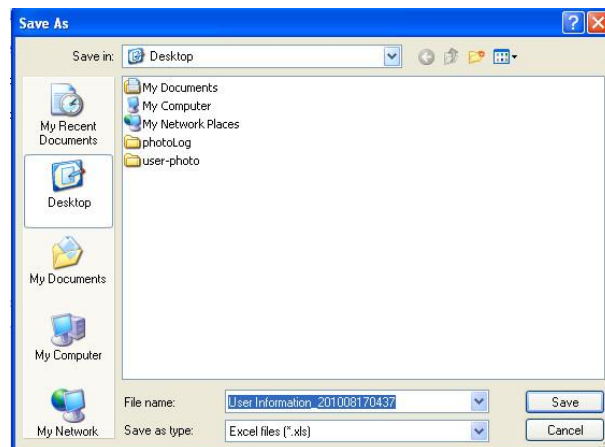 Save As
Save in:
Desktop
My Recent
Documents
Desktop
My Documents
My Computer
My Network
My Documents
My Computer
My Network Places
photoLog
user-photo
File name:
User Information_201008170437
Save
Save as type:
Excel files (*.xls)
Cancel